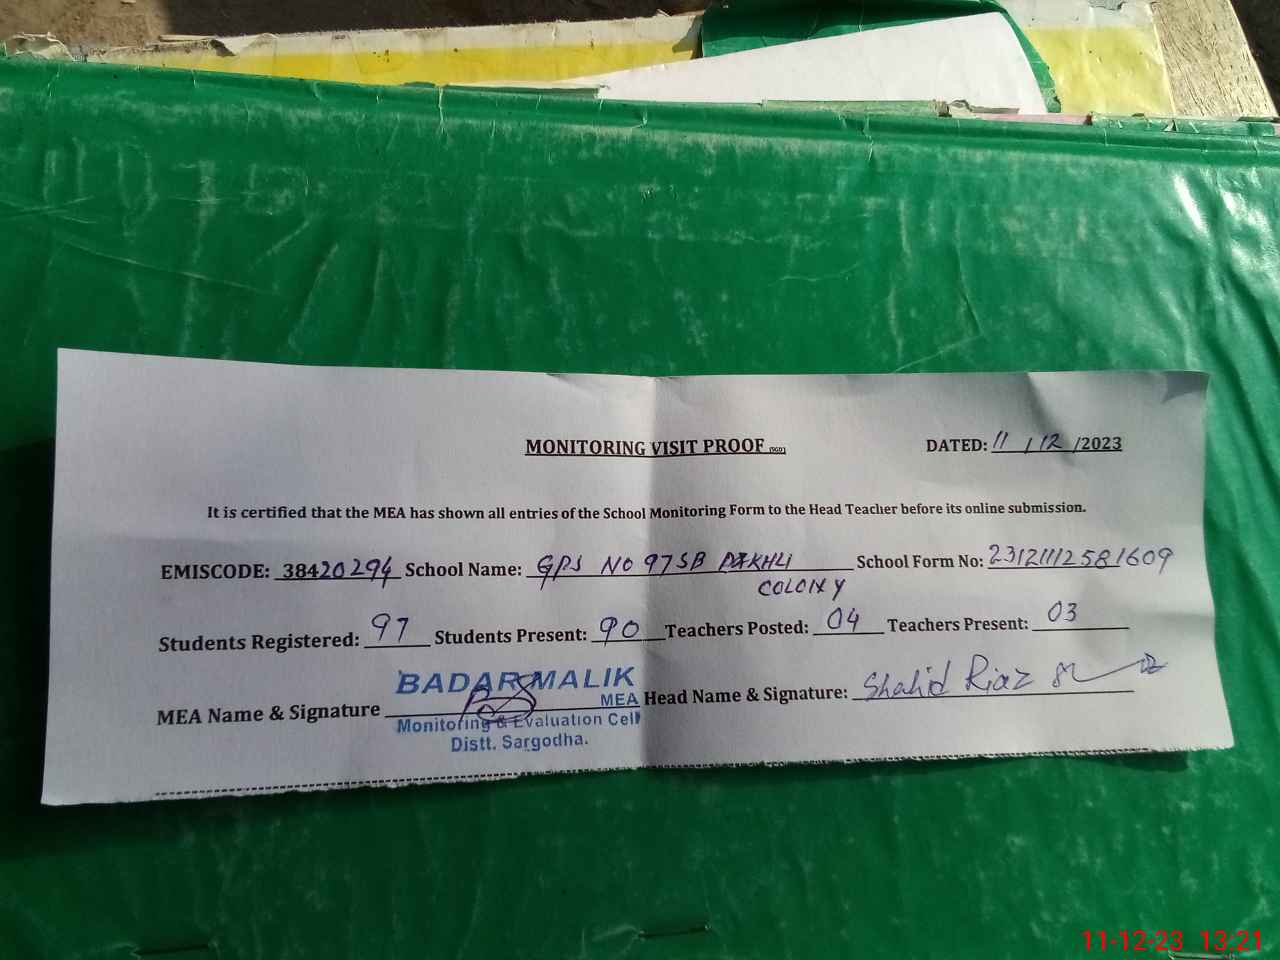 MONITORING VISIT PROOF (SGD) DATED: 11 / 12 /2023
It is certified that the MEA has shown all entries of the School Monitoring Form to the Head Teacher before its online submission.
EMISCODE: 38420294 School Name: GPS NO 97SB DAKHLI School Form No: 23121112581609
COLONY
Students Registered: 97 Students Present: 90 Teachers Posted: 04 Teachers Present: 03
BADAR MALIK
MEA Name & Signature MEA Head Name & Signature: Shahid Riaz
Monitoring & Evaluation Cell
Distt. Sargodha.
11-12-23 13:21